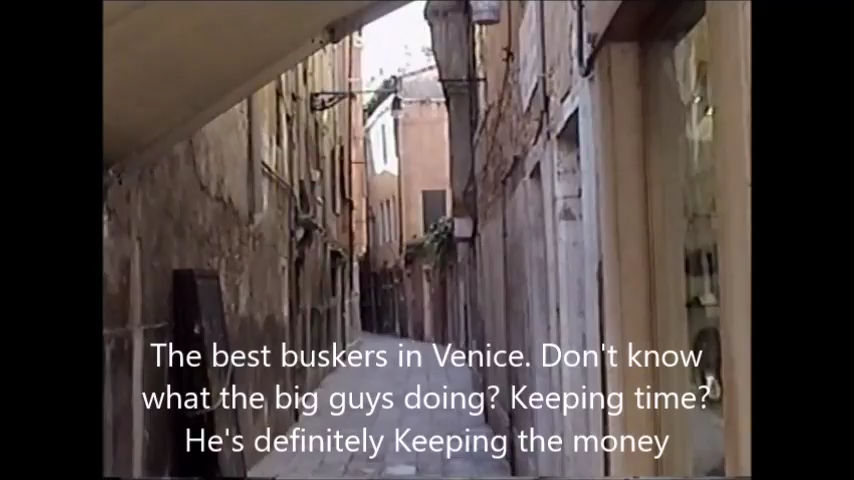 The best buskers in Venice. Don't know
what the big guys doing? Keeping time?
He's definitely Keeping the money